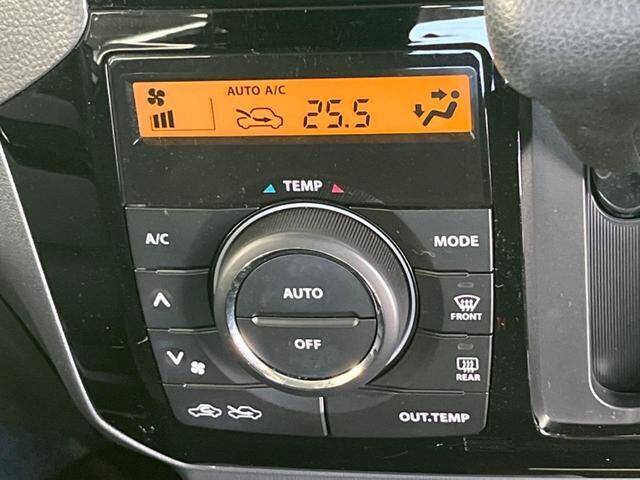 AUTO A/C
25.5
TEMP
A/C
MODE
AUTO
FRONT
OFF
REAR
OUT.TEMP